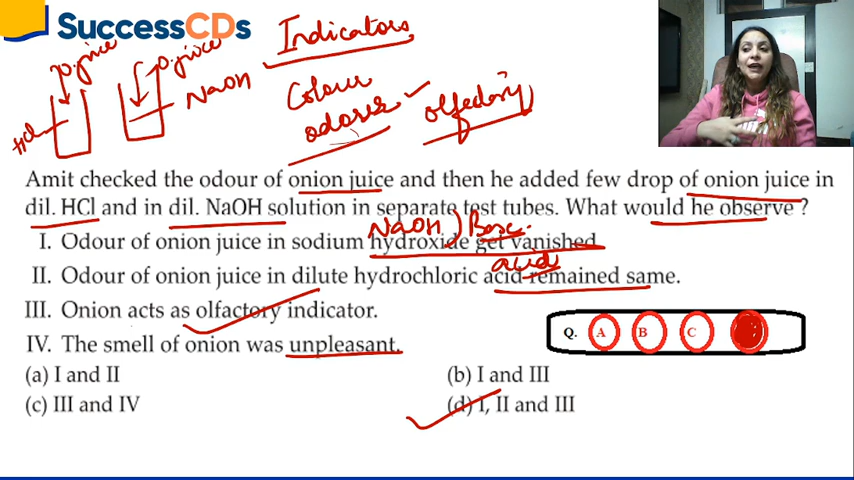 SuccessCDs
Indicators
O.juice
O.juice
HCl
NaOH
Colour
odour
olfactory
Amit checked the odour of onion juice and then he added few drop of onion juice in
dil. HCl and in dil. NaOH solution in separate test tubes. What would he observe ?
NaOH) Base.
I. Odour of onion juice in sodium hydroxide get vanished.
acid
II. Odour of onion juice in dilute hydrochloric acid remained same.
III. Onion acts as olfactory indicator.
IV. The smell of onion was unpleasant.
Q. A B C
(a) I and II
(b) I and III
(c) III and IV
(d) I, II and III